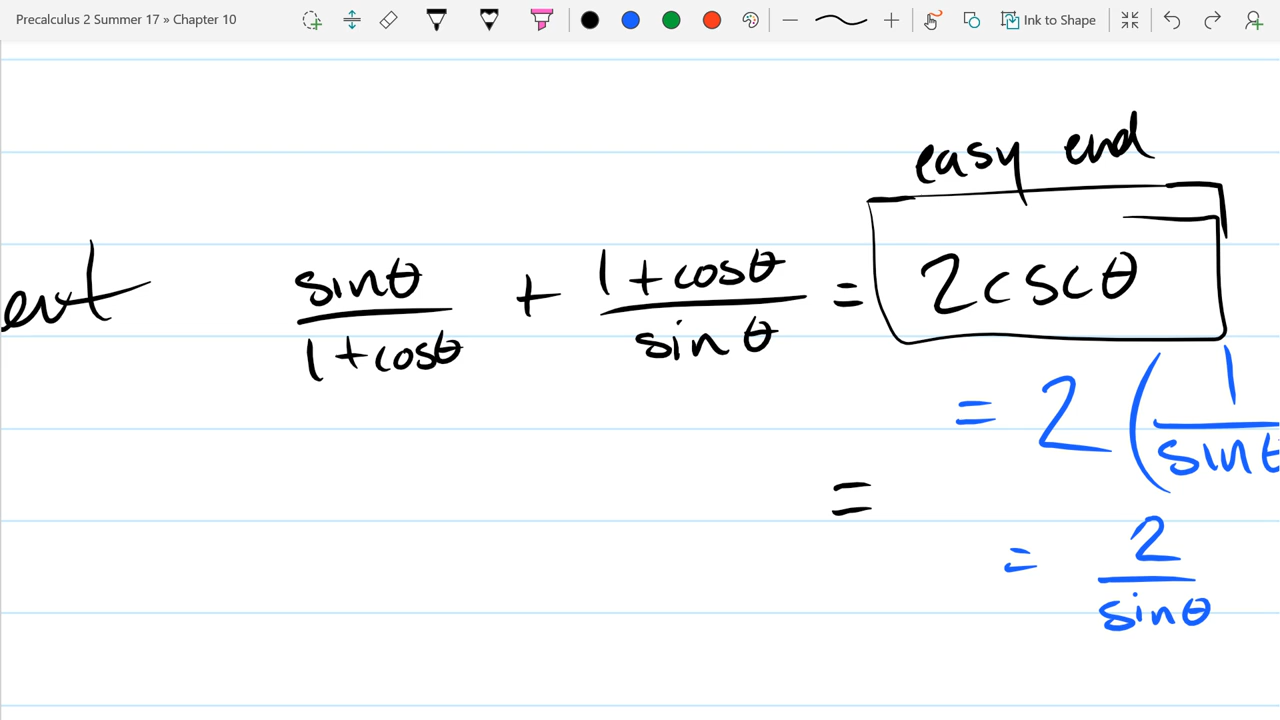 Precalculus 2 Summer 17 » Chapter 10
Ink to Shape
easy end
sinθ/1+cosθ + 1+cosθ/sinθ = 2cscθ
= 2(1/sinθ
=
= 2/sinθ